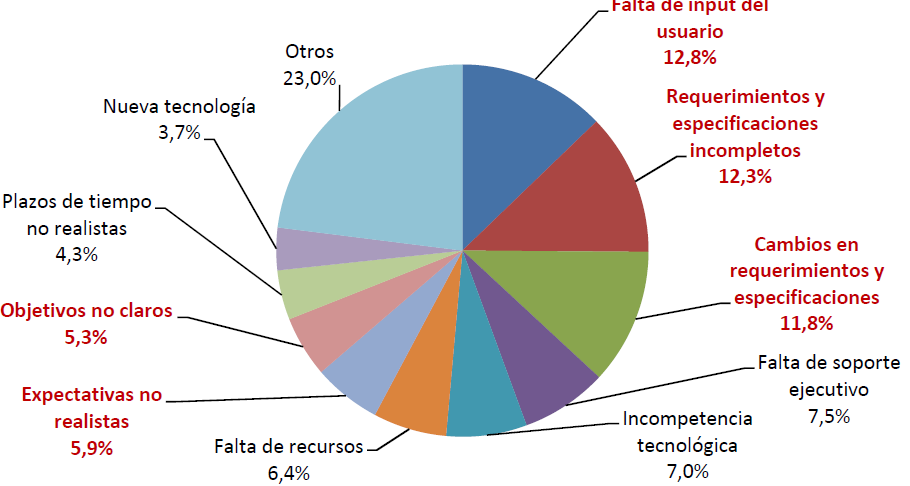 Falta de input del
usuario
12,8%
Requerimientos y
especificaciones
incompletos
12,3%
Cambios en
requerimientos y
especificaciones
11,8%
Falta de soporte
ejecutivo
7,5%
Incompetencia
tecnológica
7,0%
Falta de recursos
6,4%
Expectativas no
realistas
5,9%
Objetivos no claros
5,3%
Plazos de tiempo
no realistas
4,3%
Nueva tecnología
3,7%
Otros
23,0%